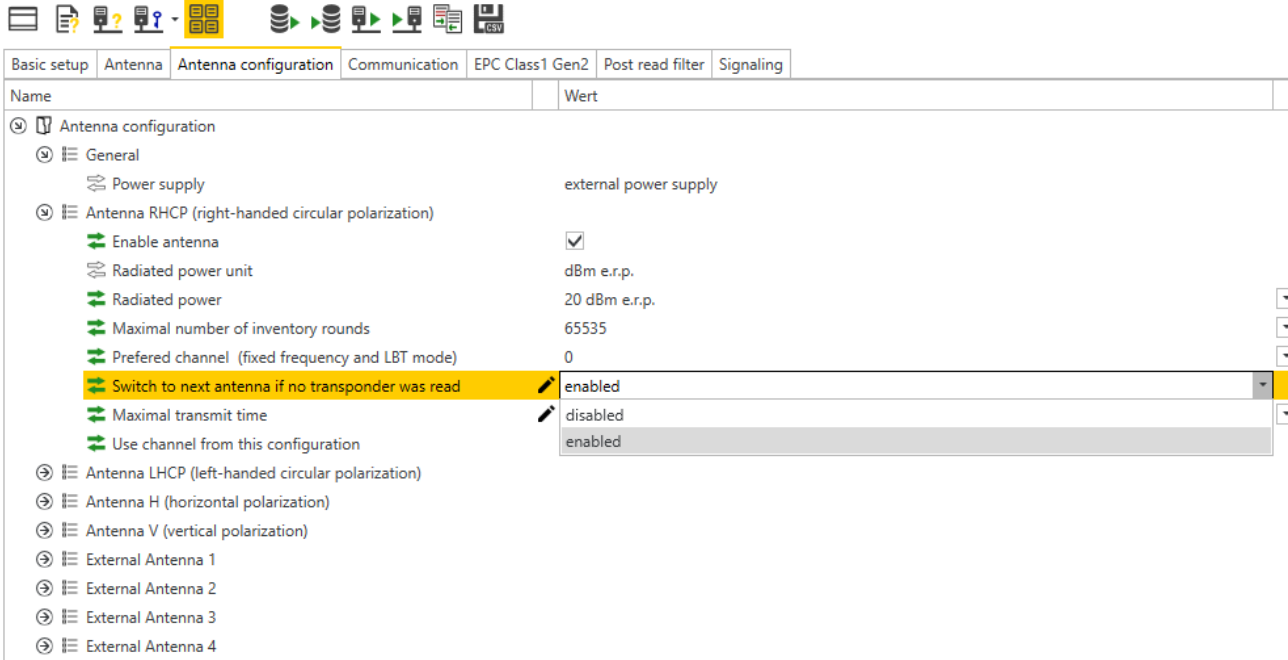 CSV
Basic setup Antenna Antenna configuration Communication EPC Class1 Gen2 Post read filter Signaling
Name Wert
Antenna configuration
General
Power supply external power supply
Antenna RHCP (right-handed circular polarization)
Enable antenna
Radiated power unit dBm e.r.p.
Radiated power 20 dBm e.r.p.
Maximal number of inventory rounds 65535
Prefered channel (fixed frequency and LBT mode) 0
Switch to next antenna if no transponder was read enabled
Maximal transmit time disabled
Use channel from this configuration enabled
Antenna LHCP (left-handed circular polarization)
Antenna H (horizontal polarization)
Antenna V (vertical polarization)
External Antenna 1
External Antenna 2
External Antenna 3
External Antenna 4